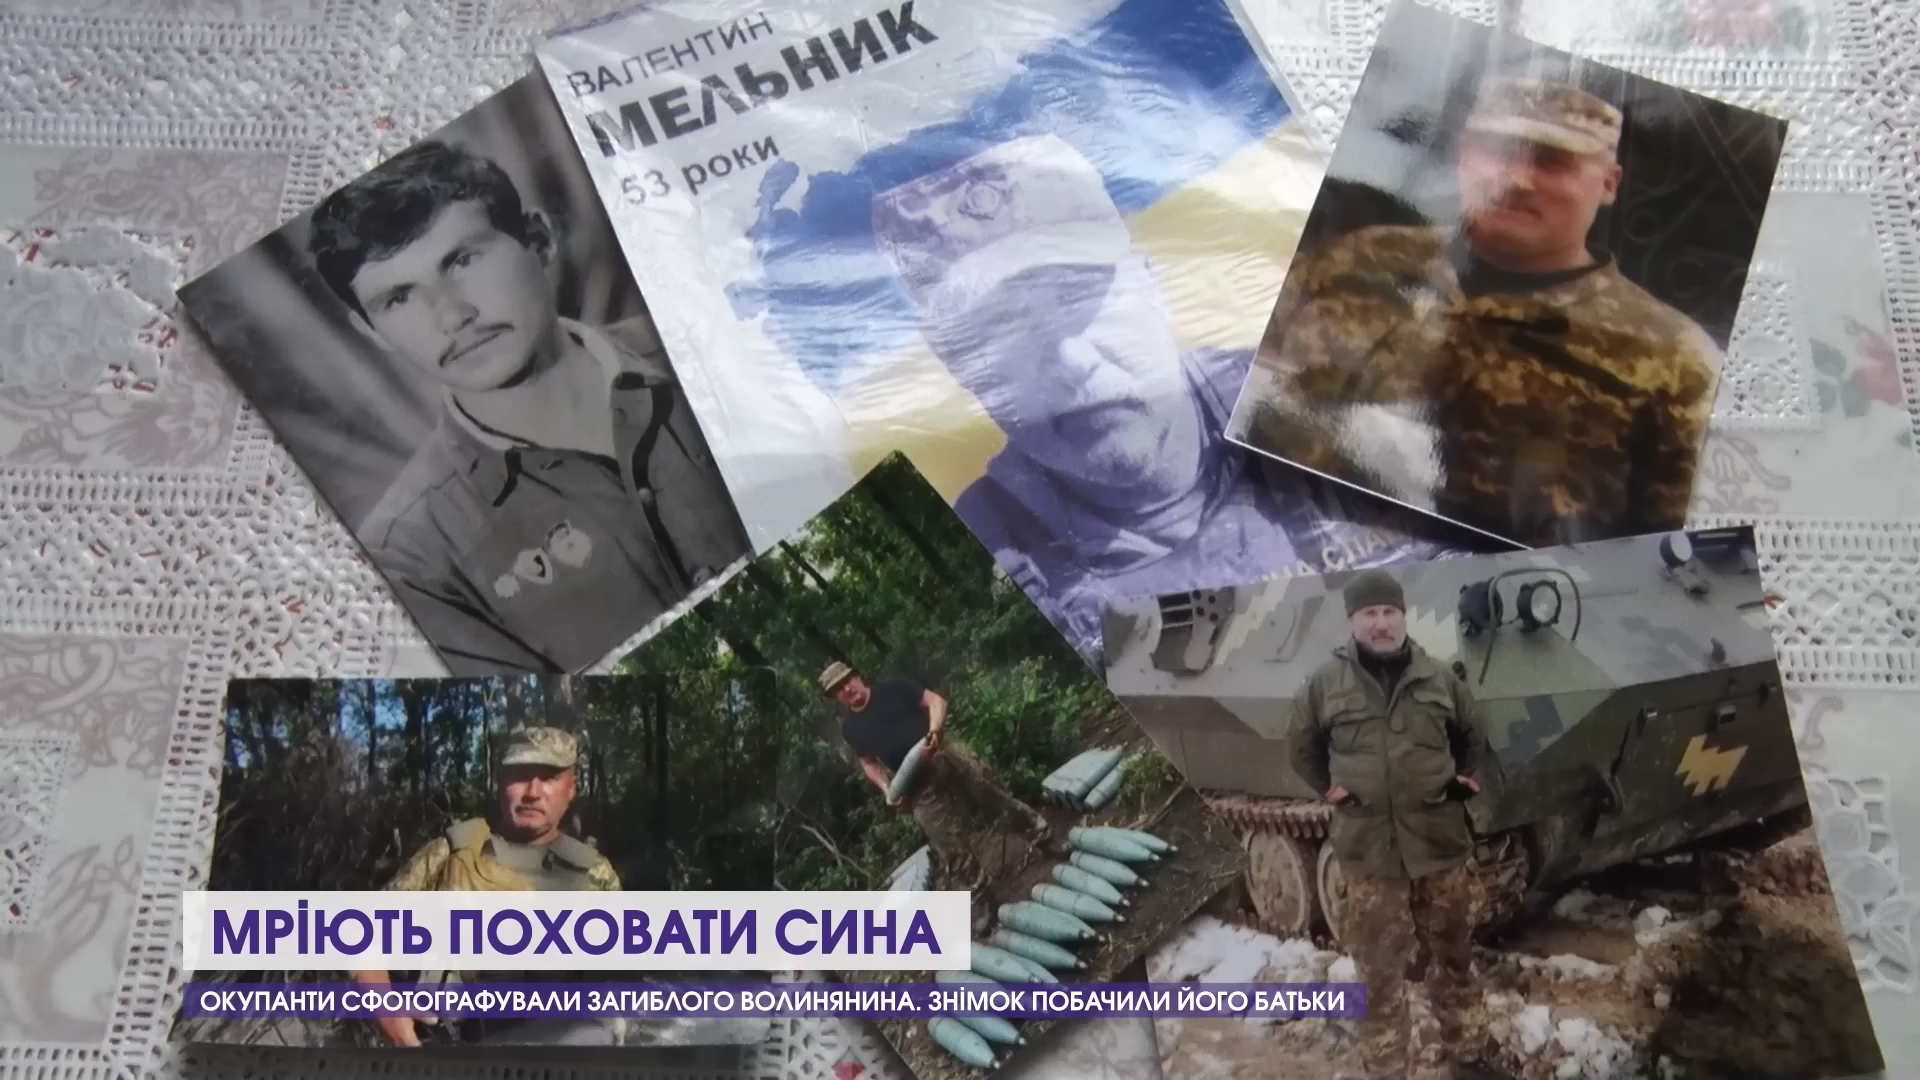 ВАЛЕНТИН
МЕЛЬНИК
53 роки
МРІЮТЬ ПОХОВАТИ СИНА
ОКУПАНТИ СФОТОГРАФУВАЛИ ЗАГИБЛОГО ВОЛИНЯНИНА. ЗНІМОК ПОБАЧИЛИ ЙОГО БАТЬКИ